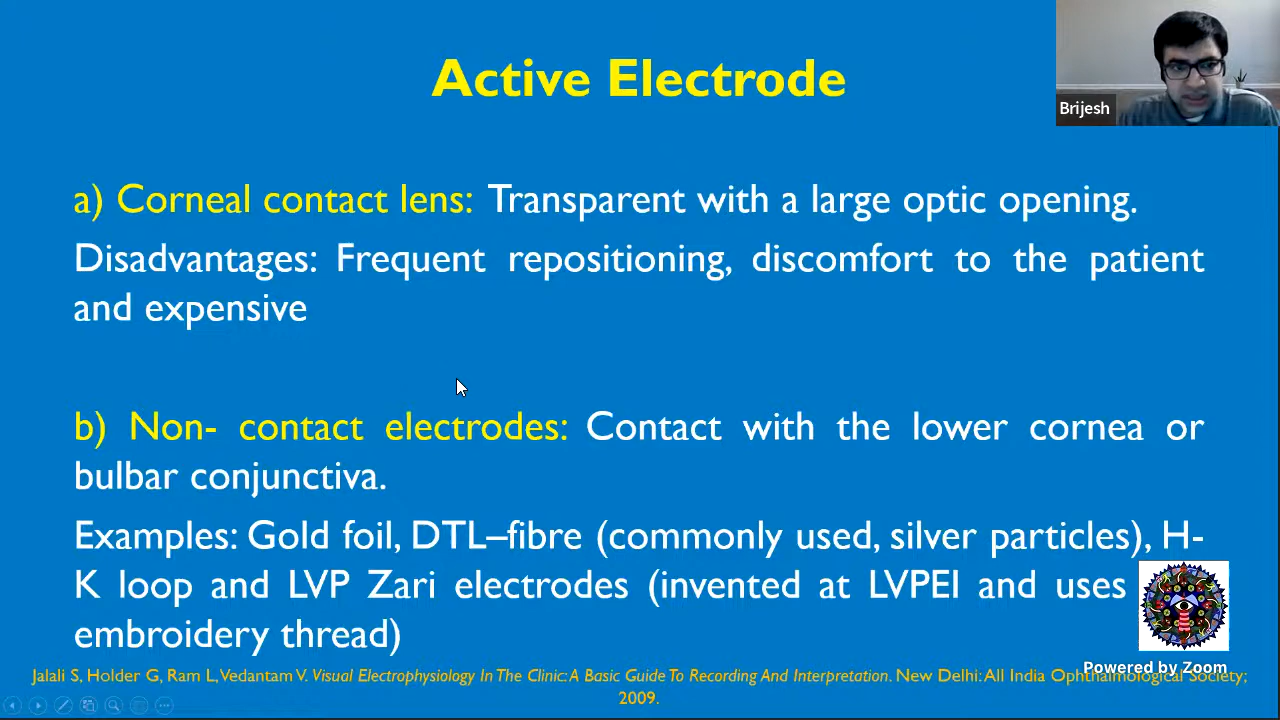 Active Electrode
Brijesh
a) Corneal contact lens: Transparent with a large optic opening.
Disadvantages: Frequent repositioning, discomfort to the patient
and expensive
b) Non- contact electrodes: Contact with the lower cornea or
bulbar conjunctiva.
Examples: Gold foil, DTL–fibre (commonly used, silver particles), H-
K loop and LVP Zari electrodes (invented at LVPEI and uses
embroidery thread)
Powered by Zoom
Jalali S, Holder G, Ram L, Vedantam V. Visual Electrophysiology In The Clinic: A Basic Guide To Recording And Interpretation. New Delhi: All India Ophthalmological Society;
2009.